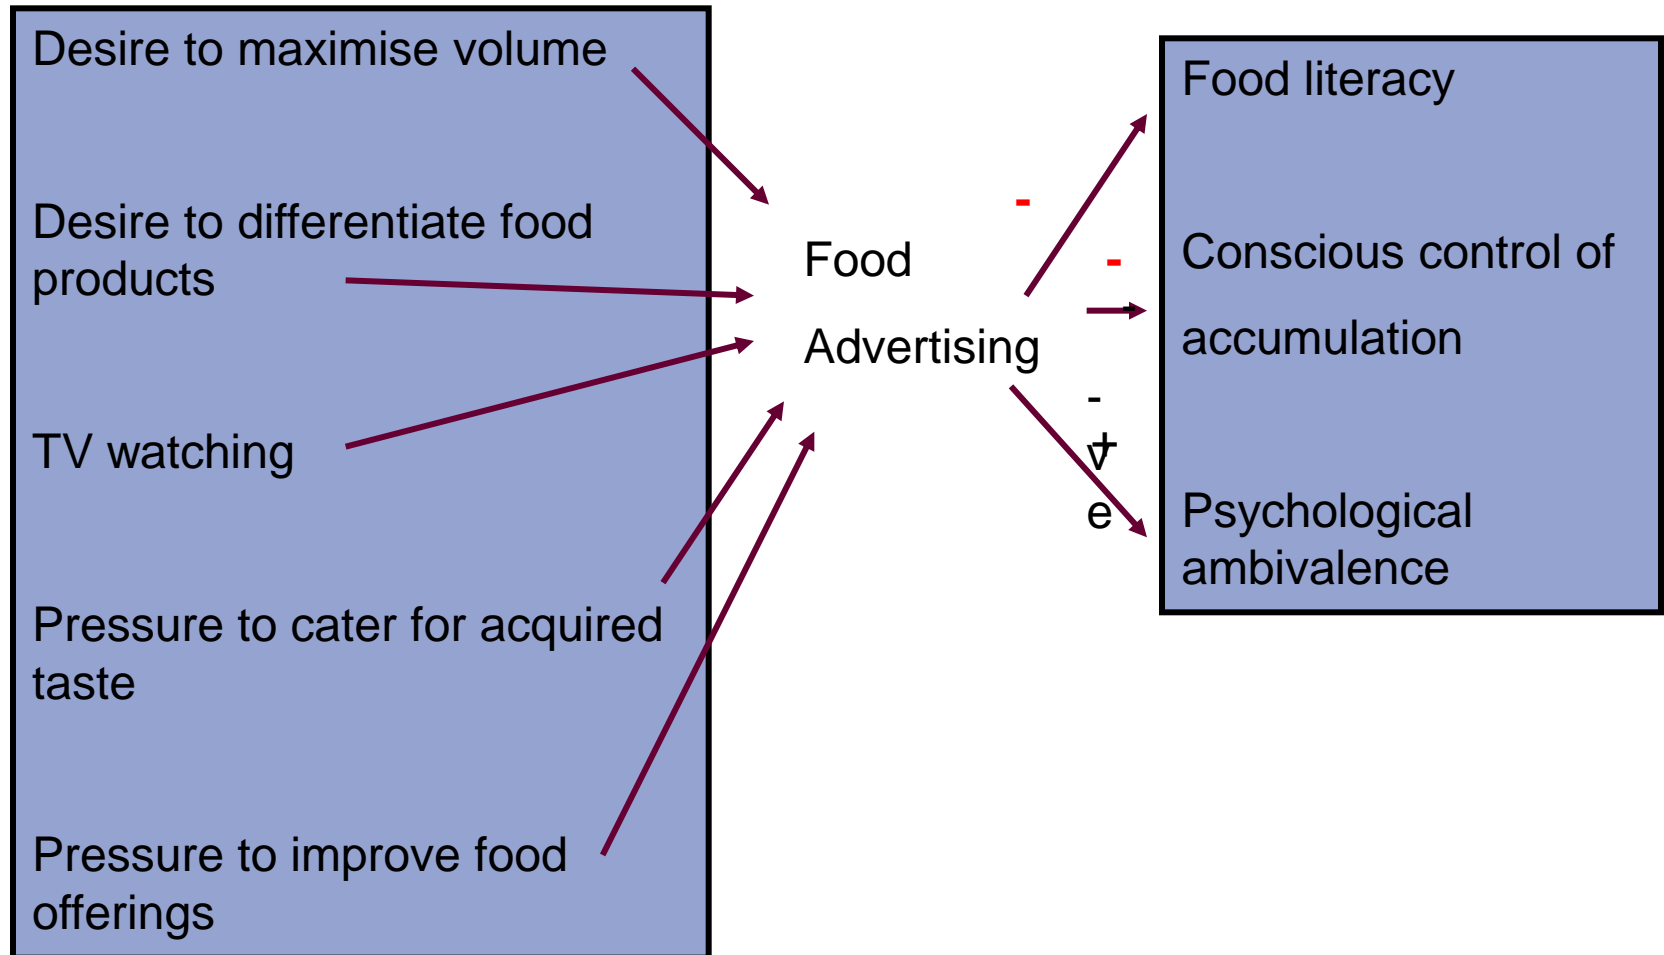 Desire to maximise volume
Desire to differentiate food
products
TV watching
Pressure to cater for acquired
taste
Pressure to improve food
offerings
Food
Advertising
-
-
-
-
+
v
e
Food literacy
Conscious control of
accumulation
Psychological
ambivalence